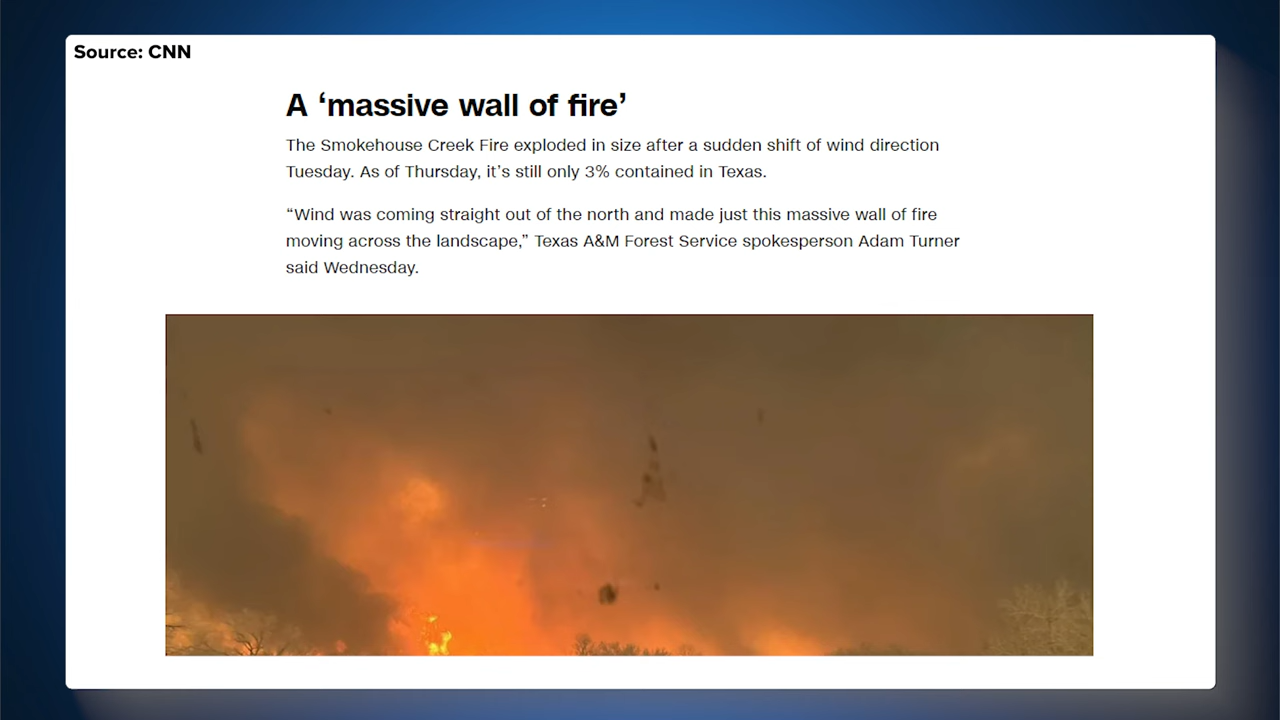 Source: CNN
A ‘massive wall of fire’
The Smokehouse Creek Fire exploded in size after a sudden shift of wind direction
Tuesday. As of Thursday, it’s still only 3% contained in Texas.
“Wind was coming straight out of the north and made just this massive wall of fire
moving across the landscape,” Texas A&M Forest Service spokesperson Adam Turner
said Wednesday.